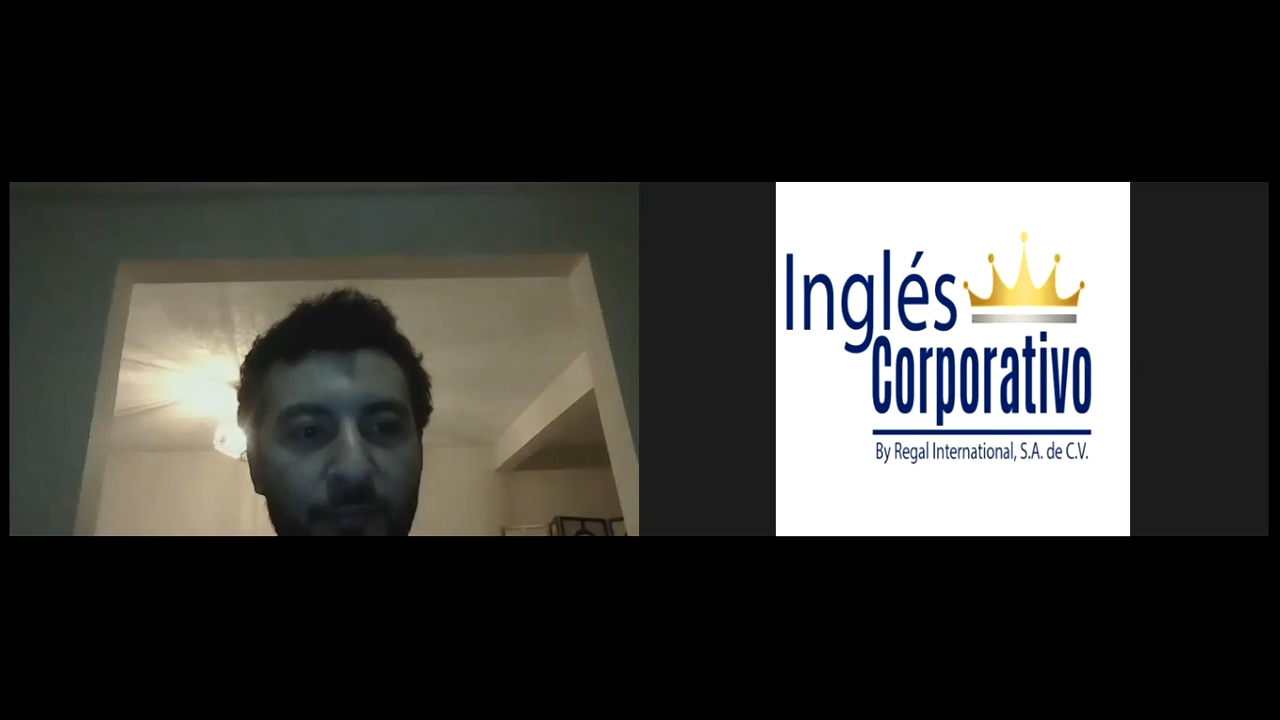 Inglés
Corporativo
By Regal International, S.A. de C.V.